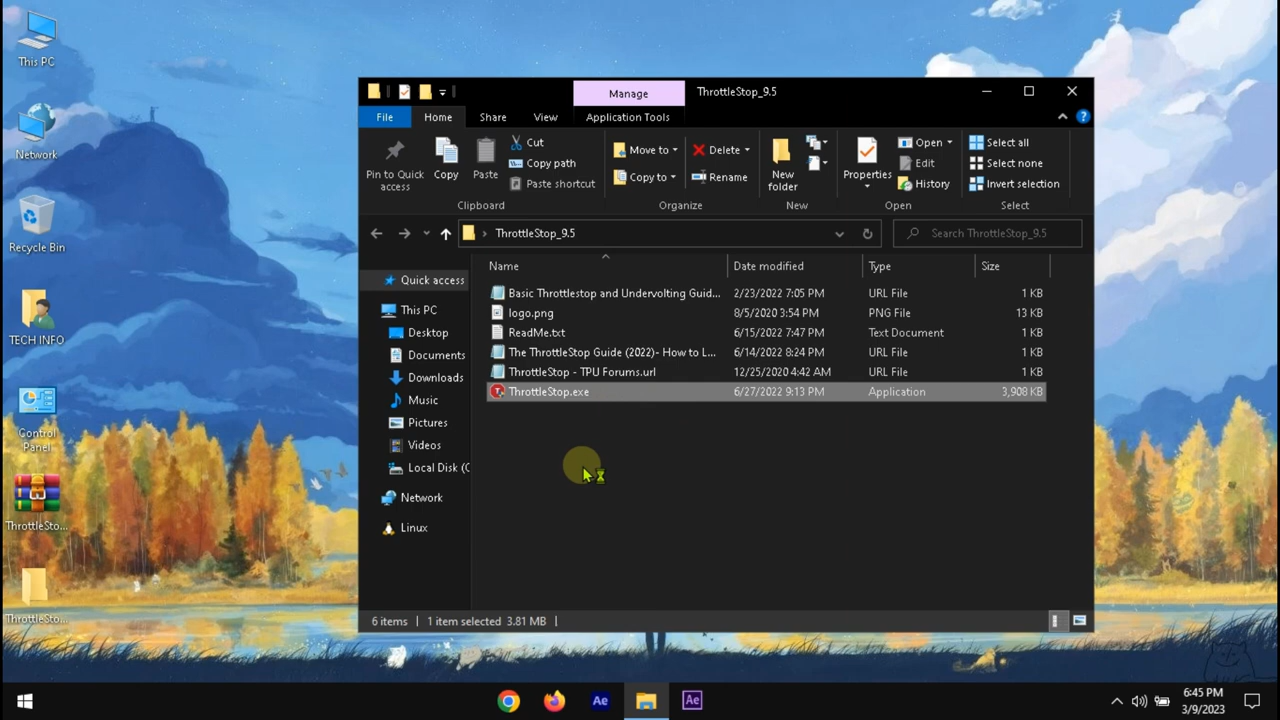 This PC
Network
Recycle Bin
TECH INFO
Control
Panel
ThrottleSto...
ThrottleSto...
Manage
ThrottleStop_9.5
File
Home
Share
View
Application Tools
Pin to Quick
access
Copy
Paste
Cut
Copy path
Paste shortcut
Clipboard
Move to
Copy to
Delete
Rename
Organize
New
folder
New
Properties
Open
Edit
History
Open
Select all
Select none
Invert selection
Select
ThrottleStop_9.5
Search ThrottleStop_9.5
Quick access
This PC
Desktop
Documents
Downloads
Music
Pictures
Videos
Local Disk (C
Network
Linux
Name Date modified Type Size
Basic Throttlestop and Undervolting Guid... 2/23/2022 7:05 PM URL File 1 KB
logo.png 8/5/2020 3:54 PM PNG File 13 KB
ReadMe.txt 6/15/2022 7:47 PM Text Document 1 KB
The ThrottleStop Guide (2022)- How to L... 6/14/2022 8:24 PM URL File 1 KB
ThrottleStop - TPU Forums.url 12/25/2020 4:42 AM URL File 1 KB
ThrottleStop.exe 6/27/2022 9:13 PM Application 3,908 KB
6 items 1 item selected 3.81 MB
Ae
Ae
6:45 PM
3/9/2023